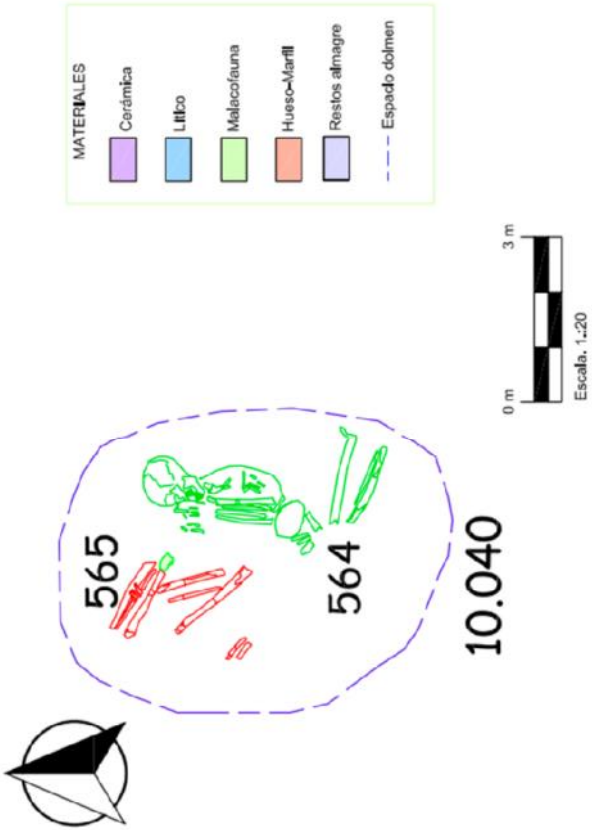 MATERIALES
Cerámica
Lítico
Malacofauna
Hueso-Marfil
Restos almagre
Espacio dolmen
0 m
3 m
Escala. 1.:20
565
564
10.040